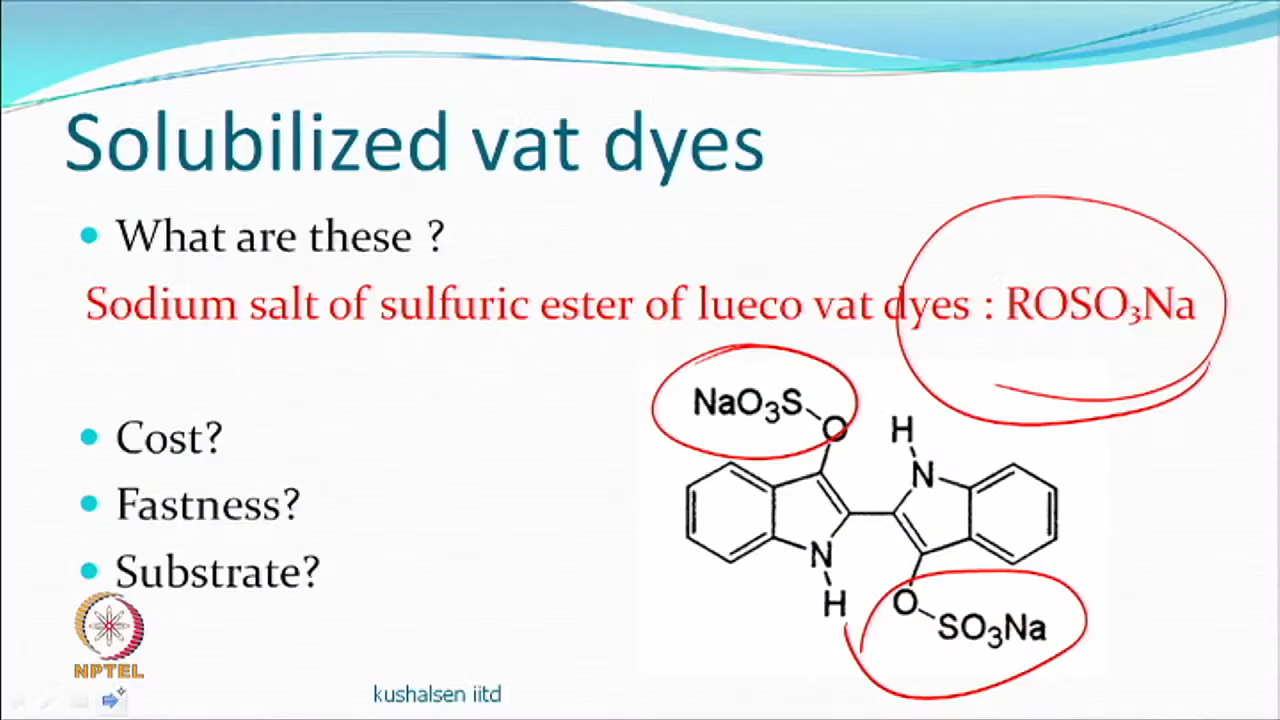 Solubilized vat dyes
What are these ?
Sodium salt of sulfuric ester of lueco vat dyes : ROSO₃Na
Cost?
Fastness?
Substrate?
NaO₃S
O
H
N
N
H
O
SO₃Na
NPTEL
kushalsen iitd